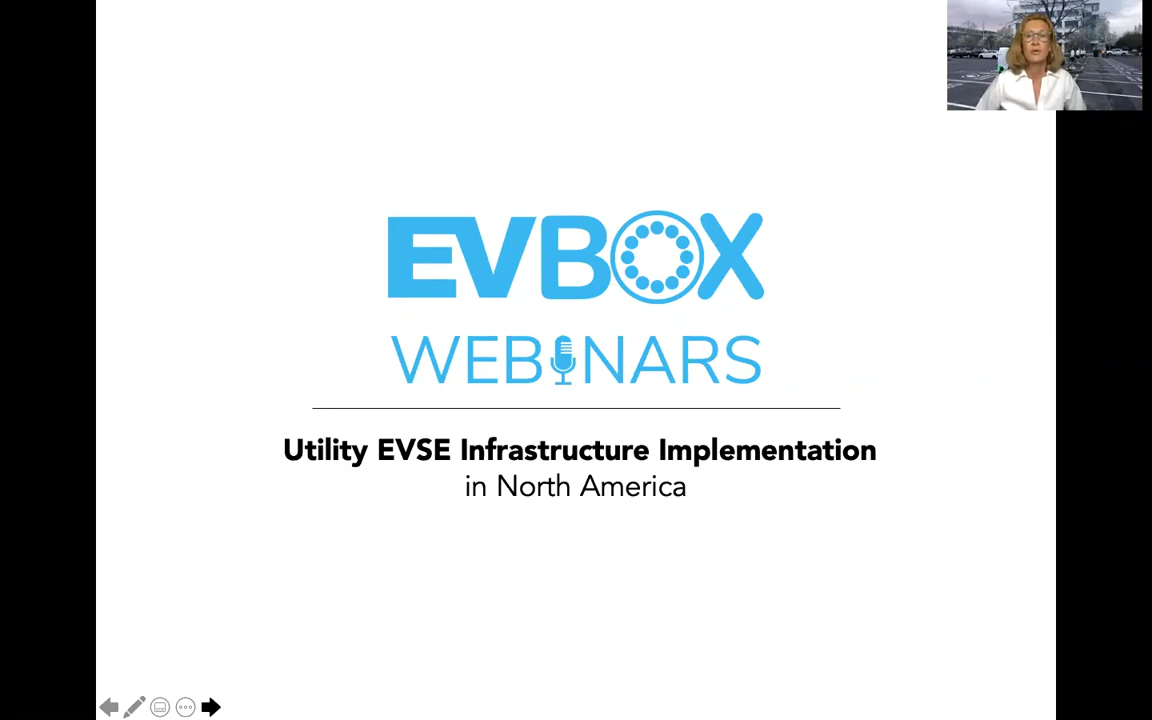 EVBOX
WEBINARS
Utility EVSE Infrastructure Implementation
in North America